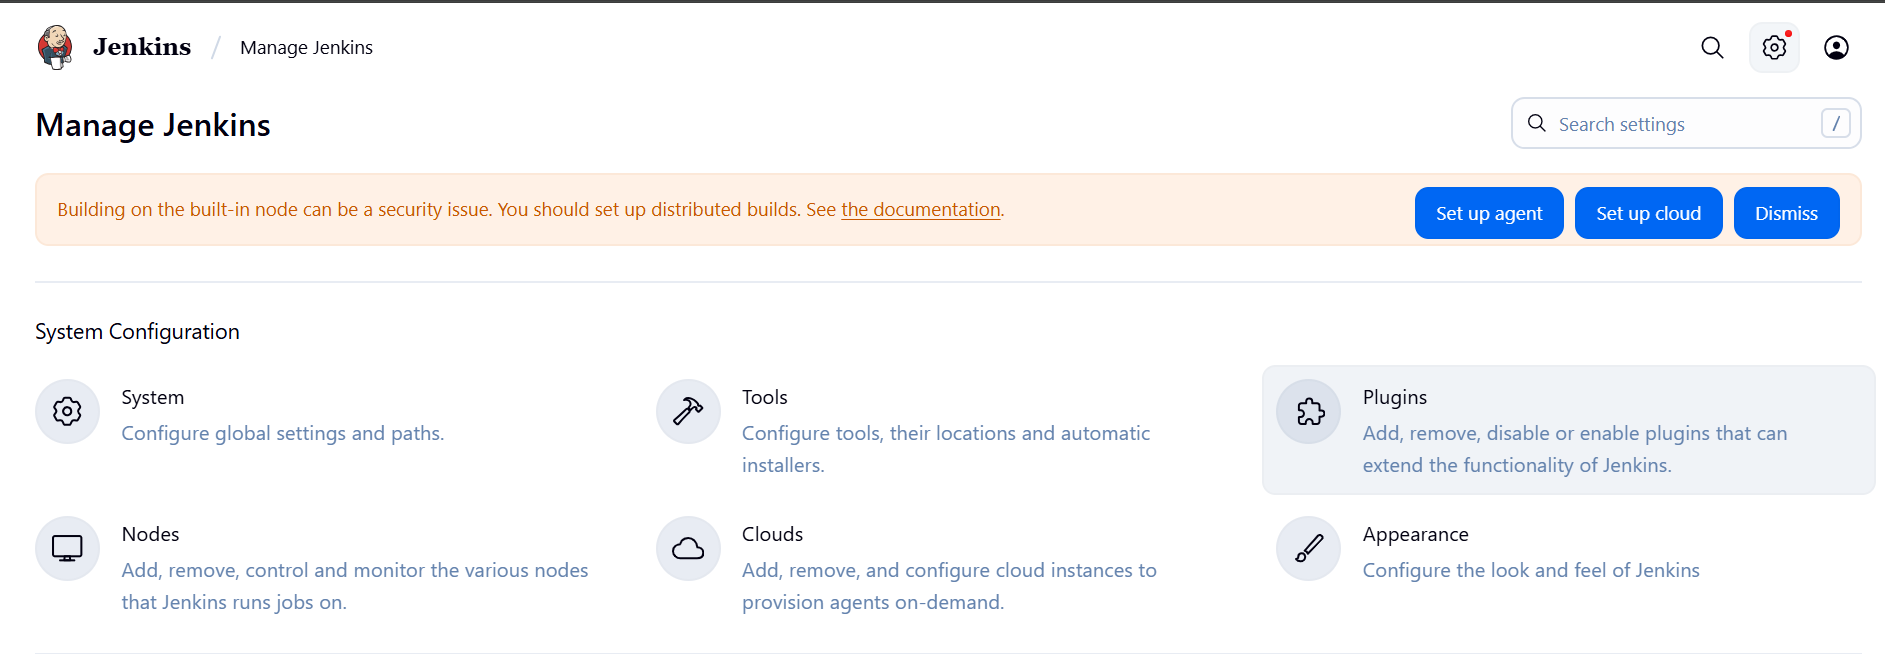 Jenkins / Manage Jenkins
Manage Jenkins
Search settings /
Building on the built-in node can be a security issue. You should set up distributed builds. See the documentation.
Set up agent
Set up cloud
Dismiss
System Configuration
System
Configure global settings and paths.
Tools
Configure tools, their locations and automatic
installers.
Plugins
Add, remove, disable or enable plugins that can
extend the functionality of Jenkins.
Nodes
Add, remove, control and monitor the various nodes
that Jenkins runs jobs on.
Clouds
Add, remove, and configure cloud instances to
provision agents on-demand.
Appearance
Configure the look and feel of Jenkins